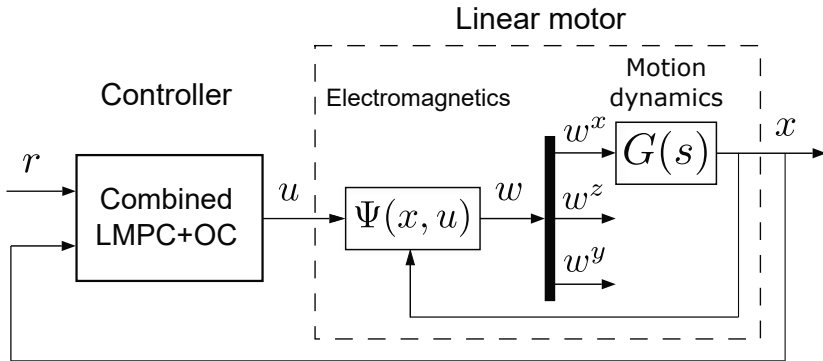 Linear motor
Controller
Electromagnetics
Motion
dynamics
r
Combined
LMPC+OC
u
Ψ(x, u)
w
w^x
G(s)
x
w^z
w^y